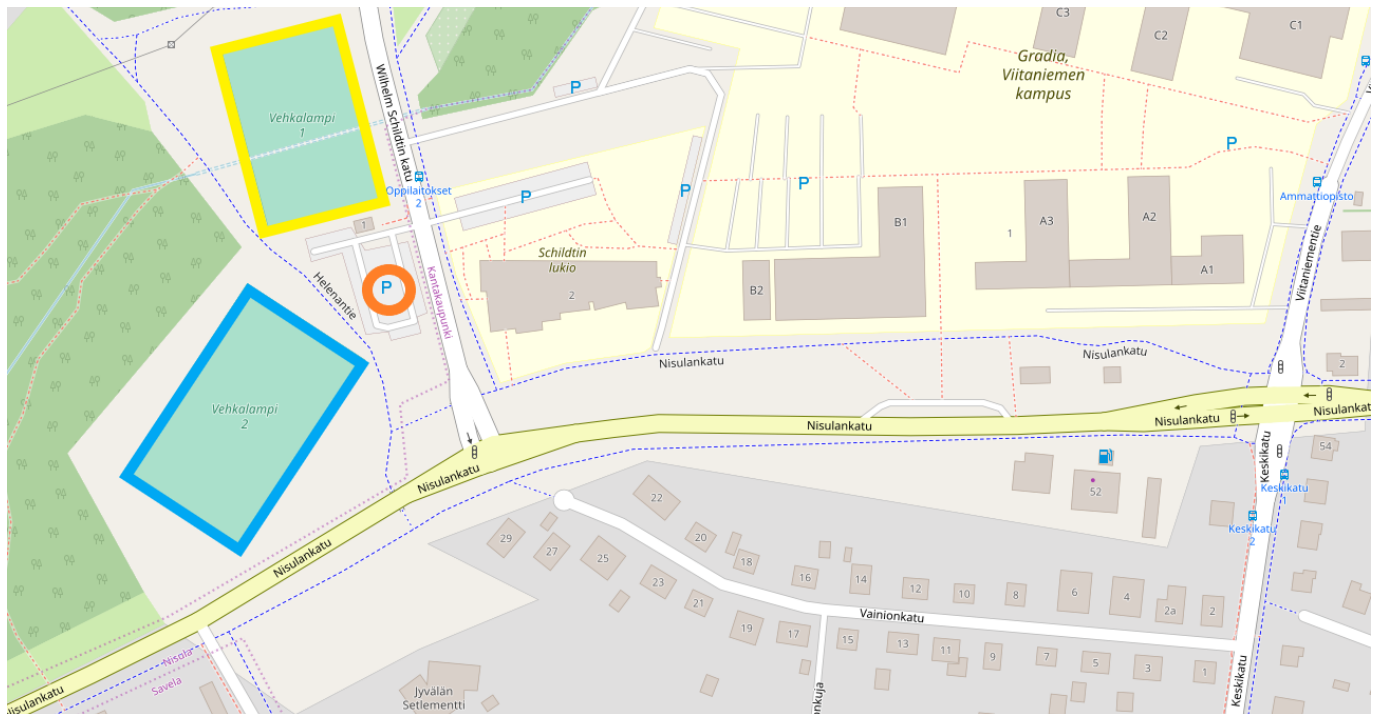 C3
C2
C1
Gradia,
Viitaniemen
kampus
Wilhelm Schildtin katu
Vehkalampi
1
P
Oppilaitokset
2
P
P
P
P
Ammattiopisto
1
B1
A3
A2
A1
1
B2
Schildtin
lukio
2
Helenantie
P
Kantakaupunki
Viitaniementie
Nisulankatu
Nisulankatu
2
Vehkalampi
2
Nisulankatu
Nisulankatu
Nisulankatu
Nisulankatu
Nisulankatu
Nisulankatu
Keskikatu
54
Keskikatu
1
Keskikatu
2
52
22
20
18
16
14
12
10
8
6
4
2a
2
29
27
25
23
21
19
17
15
13
11
9
7
5
3
1
Vainionkatu
Keskikatu
Nisola
Savela
Jyvälän
Setlementti